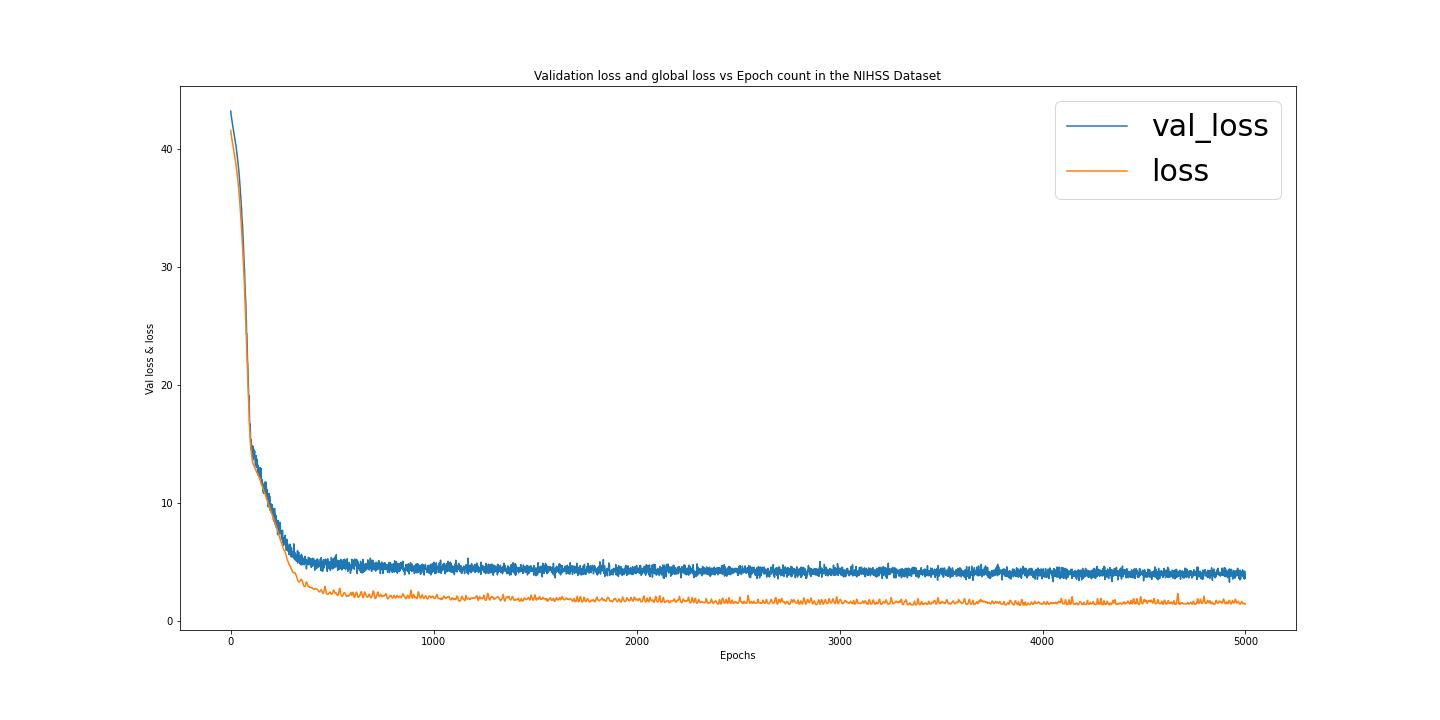 Validation loss and global loss vs Epoch count in the NIHSS Dataset
val_loss
loss
40
30
20
10
0
Val loss & loss
0 1000 2000 3000 4000 5000
Epochs